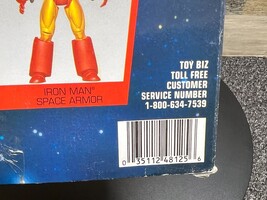 IRON MAN®
SPACE ARMOR
TOY BIZ
TOLL FREE
CUSTOMER
SERVICE NUMBER
1-800-634-7539
0 35112 48125 6